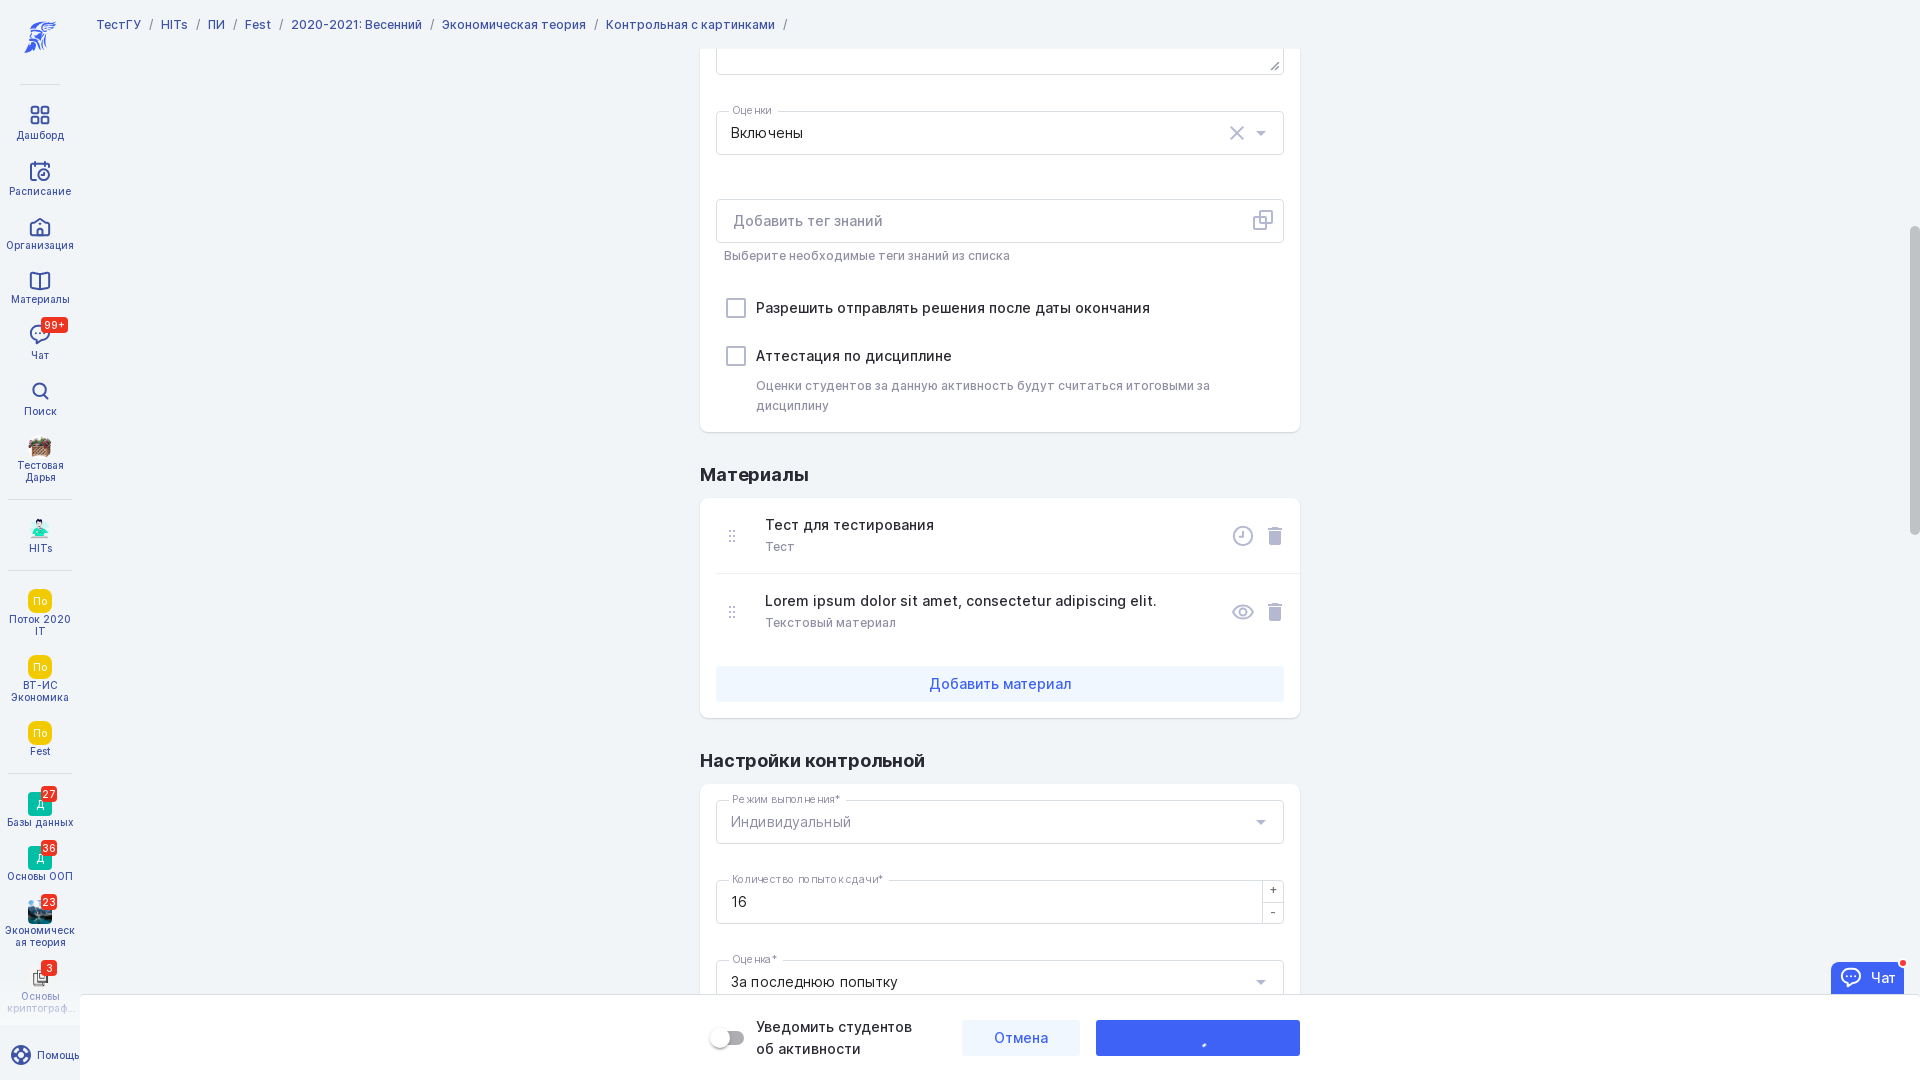 ТестГУ / HITs / ПИ / Fest / 2020-2021: Весенний / Экономическая теория / Контрольная с картинками /
Дашборд
Расписание
Организация
Материалы
99+
Чат
Поиск
Тестовая
Дарья
HITs
По
Поток 2020
IT
По
ВТ-ИС
Экономика
По
Fest
27
Д
Базы данных
36
Д
Основы ООП
23
Экономическ
ая теория
3
Основы
криптограф...
Помощь
Оценки
Включены
Добавить тег знаний
Выберите необходимые теги знаний из списка
Разрешить отправлять решения после даты окончания
Аттестация по дисциплине
Оценки студентов за данную активность будут считаться итоговыми за
дисциплину
Материалы
Тест для тестирования
Тест
Lorem ipsum dolor sit amet, consectetur adipiscing elit.
Текстовый материал
Добавить материал
Настройки контрольной
Режим выполнения*
Индивидуальный
Количество попыток сдачи*
16
+
-
Оценка*
За последнюю попытку
Чат
Уведомить студентов
об активности
Отмена